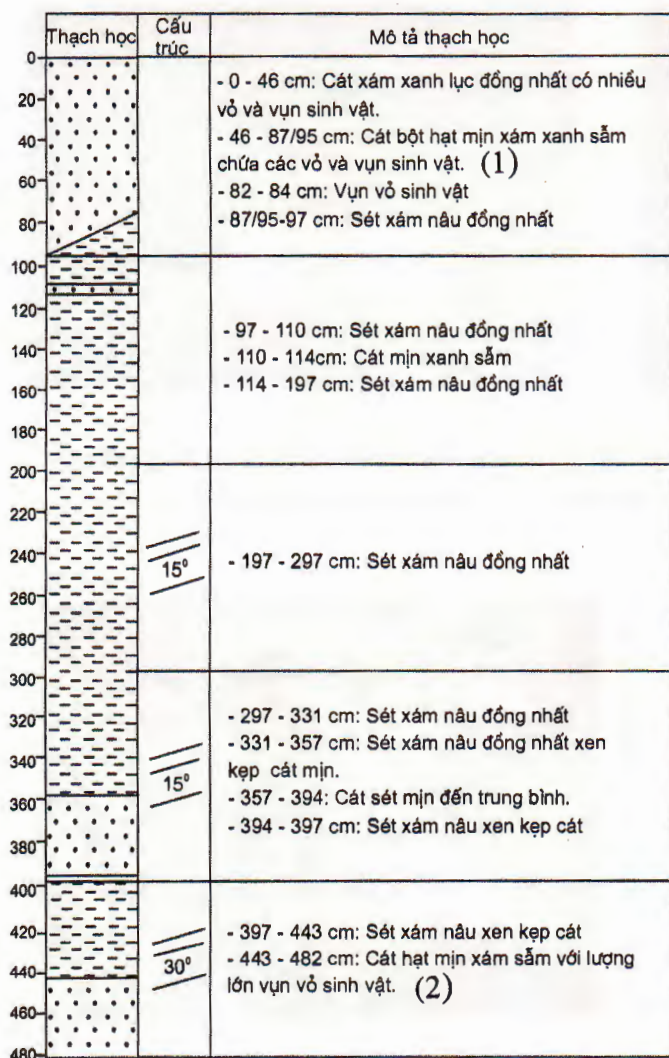 Thạch học
Cấu
trúc
Mô tả thạch học
0
20
40
60
80
100
120
140
160
180
200
220
240
260
280
300
320
340
360
380
400
420
440
460
480
- 0 - 46 cm: Cát xám xanh lục đồng nhất có nhiều
vỏ và vụn sinh vật.
- 46 - 87/95 cm: Cát bột hạt mịn xám xanh sẫm
chứa các vỏ và vụn sinh vật. (1)
- 82 - 84 cm: Vụn vỏ sinh vật
- 87/95-97 cm: Sét xám nâu đồng nhất
- 97 - 110 cm: Sét xám nâu đồng nhất
- 110 - 114cm: Cát mịn xanh sẫm
- 114 - 197 cm: Sét xám nâu đồng nhất
15⁰
- 197 - 297 cm: Sét xám nâu đồng nhất
15⁰
- 297 - 331 cm: Sét xám nâu đồng nhất
- 331 - 357 cm: Sét xám nâu đồng nhất xen
kẹp cát mịn.
- 357 - 394: Cát sét mịn đến trung bình.
- 394 - 397 cm: Sét xám nâu xen kẹp cát
30⁰
- 397 - 443 cm: Sét xám nâu xen kẹp cát
- 443 - 482 cm: Cát hạt mịn xám sẫm với lượng
lớn vụn vỏ sinh vật. (2)